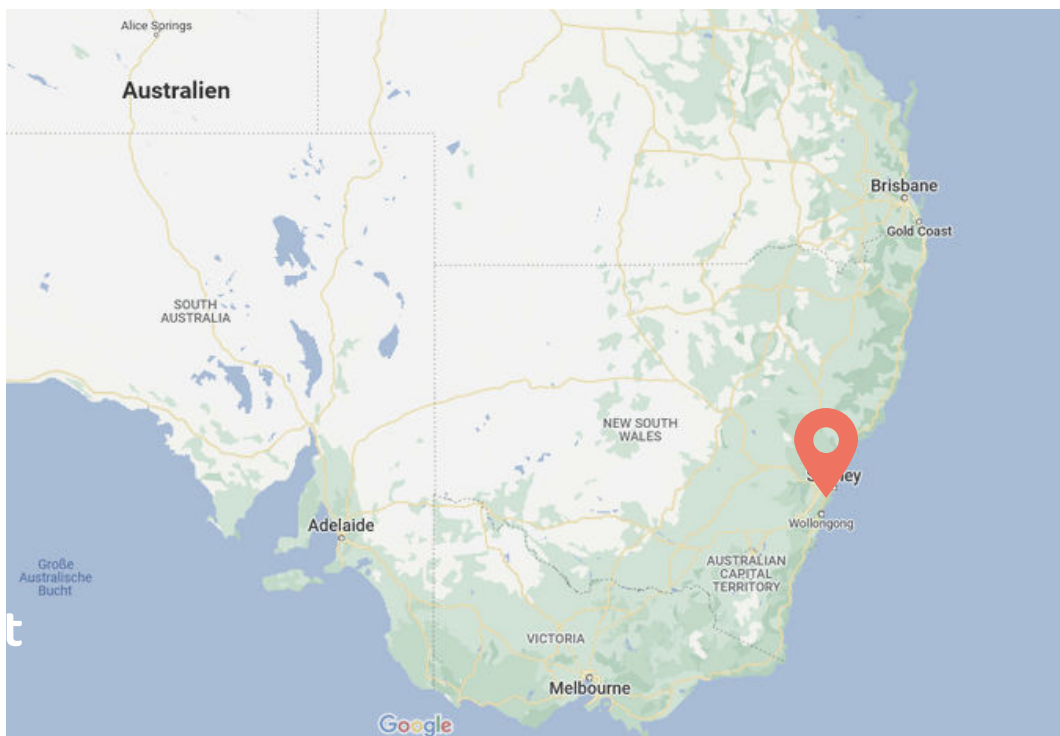 Alice Springs
Australien
Brisbane
Gold Coast
SOUTH
AUSTRALIA
NEW SOUTH
WALES
Wollongong
Adelaide
AUSTRALIAN
CAPITAL
TERRITORY
Große
Australische
Bucht
t
VICTORIA
Melbourne
Google